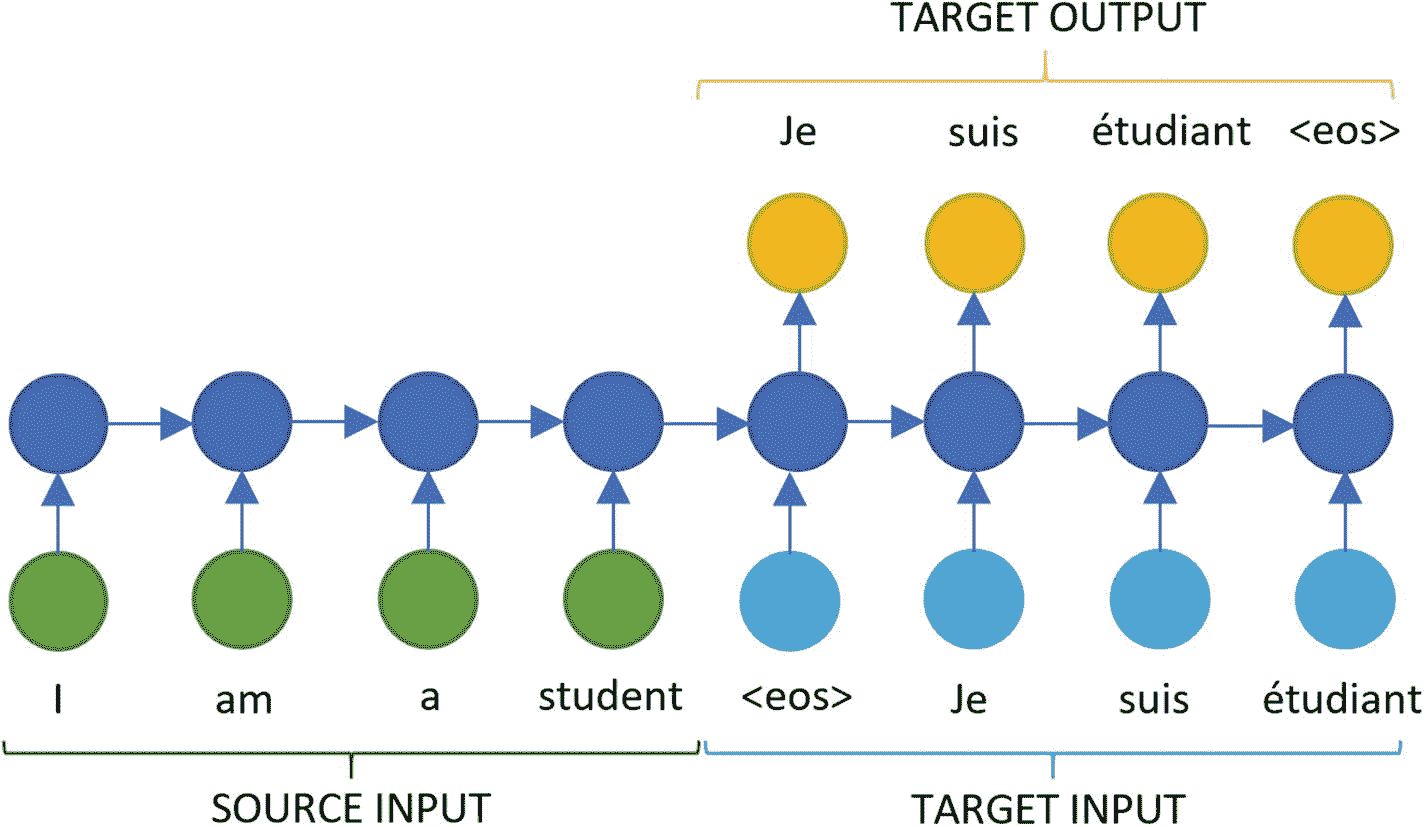 TARGET OUTPUT
Je suis étudiant <eos>
I am a student <eos> Je suis étudiant
SOURCE INPUT TARGET INPUT